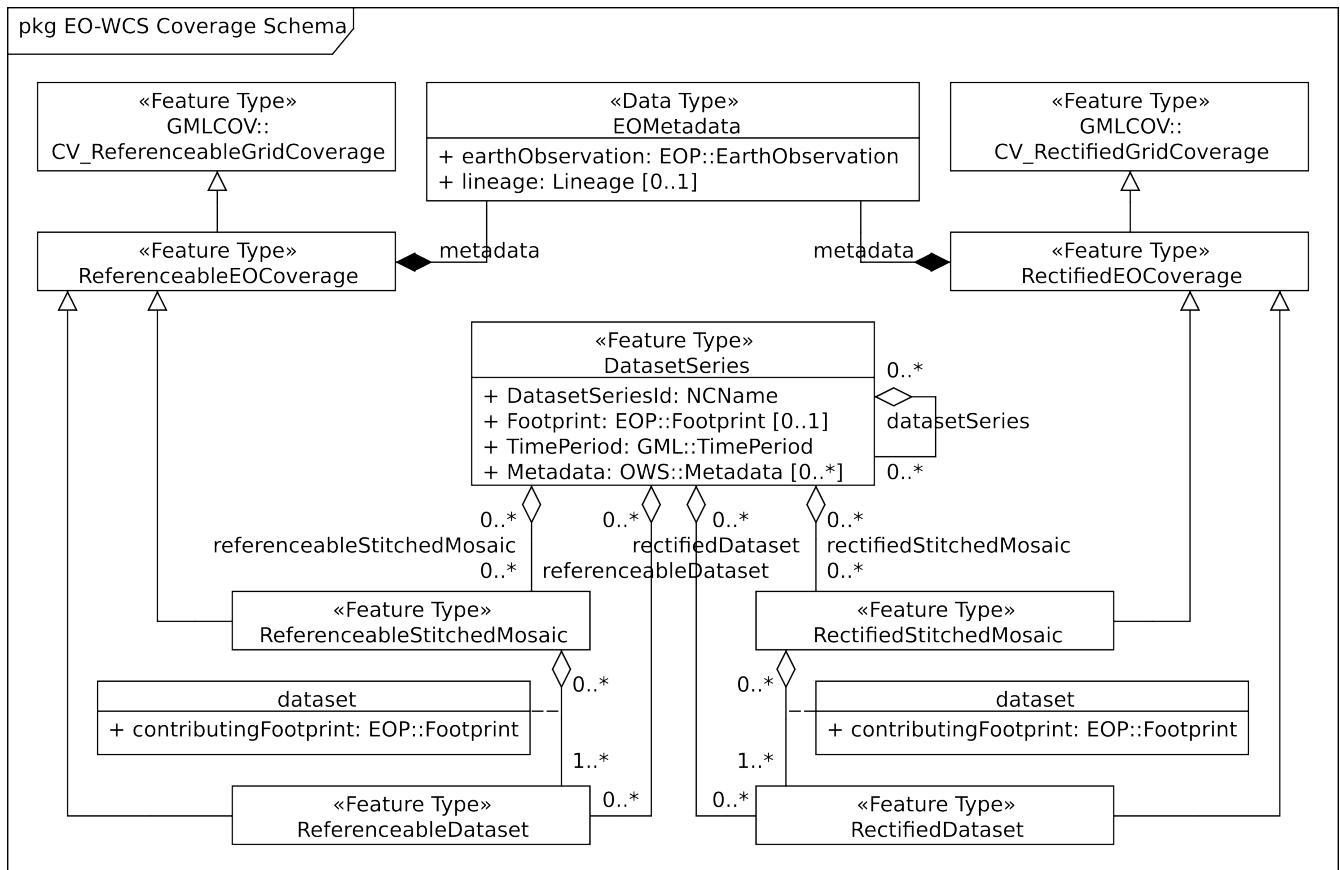 pkg EO-WCS Coverage Schema
«Feature Type»
GMLCOV::
CV_ReferenceableGridCoverage
«Data Type»
EOMetadata
+ earthObservation: EOP::EarthObservation
+ lineage: Lineage [0..1]
«Feature Type»
GMLCOV::
CV_RectifiedGridCoverage
«Feature Type»
ReferenceableEOCoverage
metadata
metadata
«Feature Type»
RectifiedEOCoverage
«Feature Type»
DatasetSeries
+ DatasetSeriesId: NCName
+ Footprint: EOP::Footprint [0..1]
+ TimePeriod: GML::TimePeriod
+ Metadata: OWS::Metadata [0..*]
0..*
datasetSeries
0..*
0..*
referenceableStitchedMosaic
0..*
0..*
referenceableDataset
0..*
rectifiedDataset
0..*
rectifiedStitchedMosaic
0..*
«Feature Type»
ReferenceableStitchedMosaic
«Feature Type»
RectifiedStitchedMosaic
0..*
0..*
dataset
+ contributingFootprint: EOP::Footprint
dataset
+ contributingFootprint: EOP::Footprint
1..*
1..*
«Feature Type»
ReferenceableDataset
0..*
0..*
«Feature Type»
RectifiedDataset